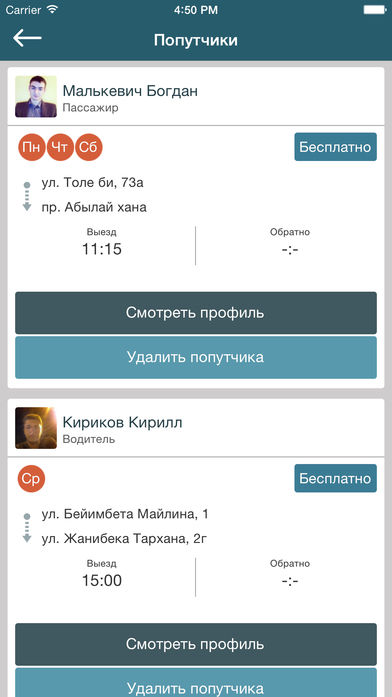 Carrier 4:50 PM
Попутчики
Малькевич Богдан
Пассажир
Пн Чт Сб Бесплатно
ул. Толе би, 73а
пр. Абылай хана
Выезд Обратно
11:15 -:-
Смотреть профиль
Удалить попутчика
Кириков Кирилл
Водитель
Ср Бесплатно
ул. Бейимбета Майлина, 1
ул. Жанибека Тархана, 2г
Выезд Обратно
15:00 -:-
Смотреть профиль
Удалить попутчика